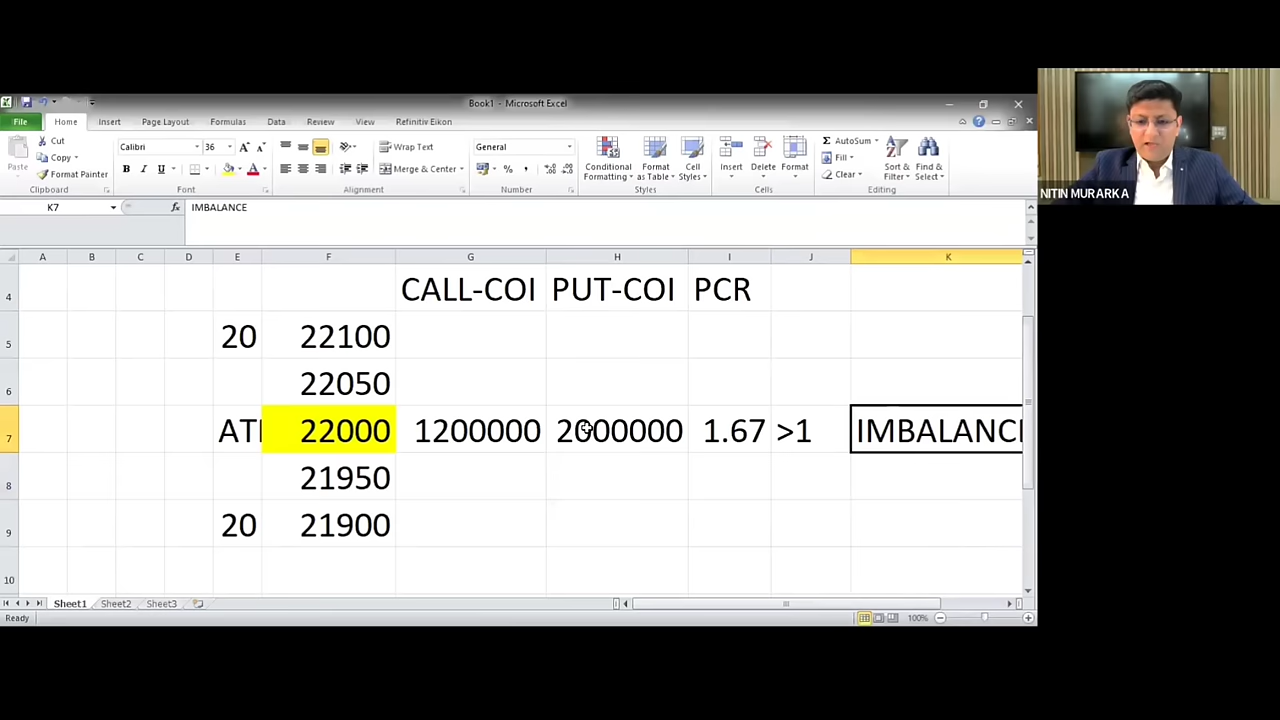 Book1 - Microsoft Excel
File Home Insert Page Layout Formulas Data Review View Refinitiv Eikon
Cut Calibri 36 Wrap Text General AutoSum
Paste Copy Fill
Format Painter B I U Merge & Center % Conditional Formatting Format as Table Cell Styles Insert Delete Format Clear Sort & Filter Find & Select
Clipboard Font Alignment Number Styles Cells Editing
NITIN MURARKA
K7 fx IMBALANCE
A B C D E F G H I J K
4 CALL-COI PUT-COI PCR
5 20 22100
6 22050
7 22000 1200000 2000000 1.67 >1 IMBALANC
8 21950
9 20 21900
10
Sheet1 Sheet2 Sheet3
Ready 100%